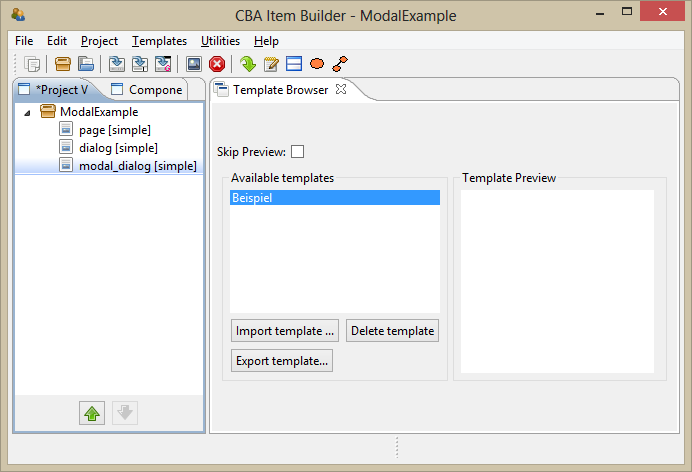 CBA Item Builder - ModalExample
File Edit Project Templates Utilities Help
*Project V
Compone
Template Browser
ModalExample
page [simple]
dialog [simple]
modal_dialog [simple]
Skip Preview:
Available templates
Beispiel
Import template ...
Delete template
Export template...
Template Preview